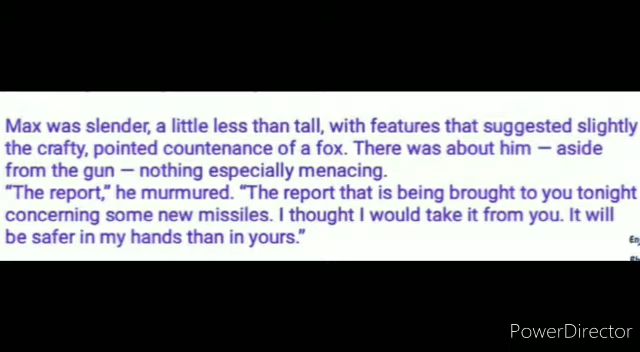 Max was slender, a little less than tall, with features that suggested slightly
the crafty, pointed countenance of a fox. There was about him — aside
from the gun — nothing especially menacing.
“The report,” he murmured. “The report that is being brought to you tonight
concerning some new missiles. I thought I would take it from you. It will
be safer in my hands than in yours.”
PowerDirector